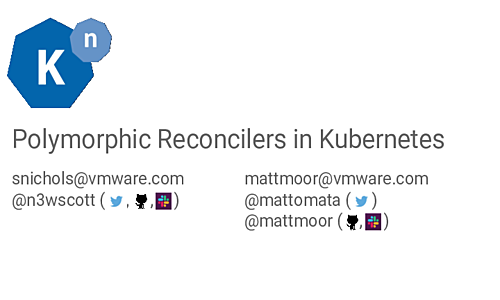 K n
Polymorphic Reconcilers in Kubernetes
snichols@vmware.com
@n3wscott ( , , )
mattmoor@vmware.com
@mattomata ( )
@mattmoor ( , )